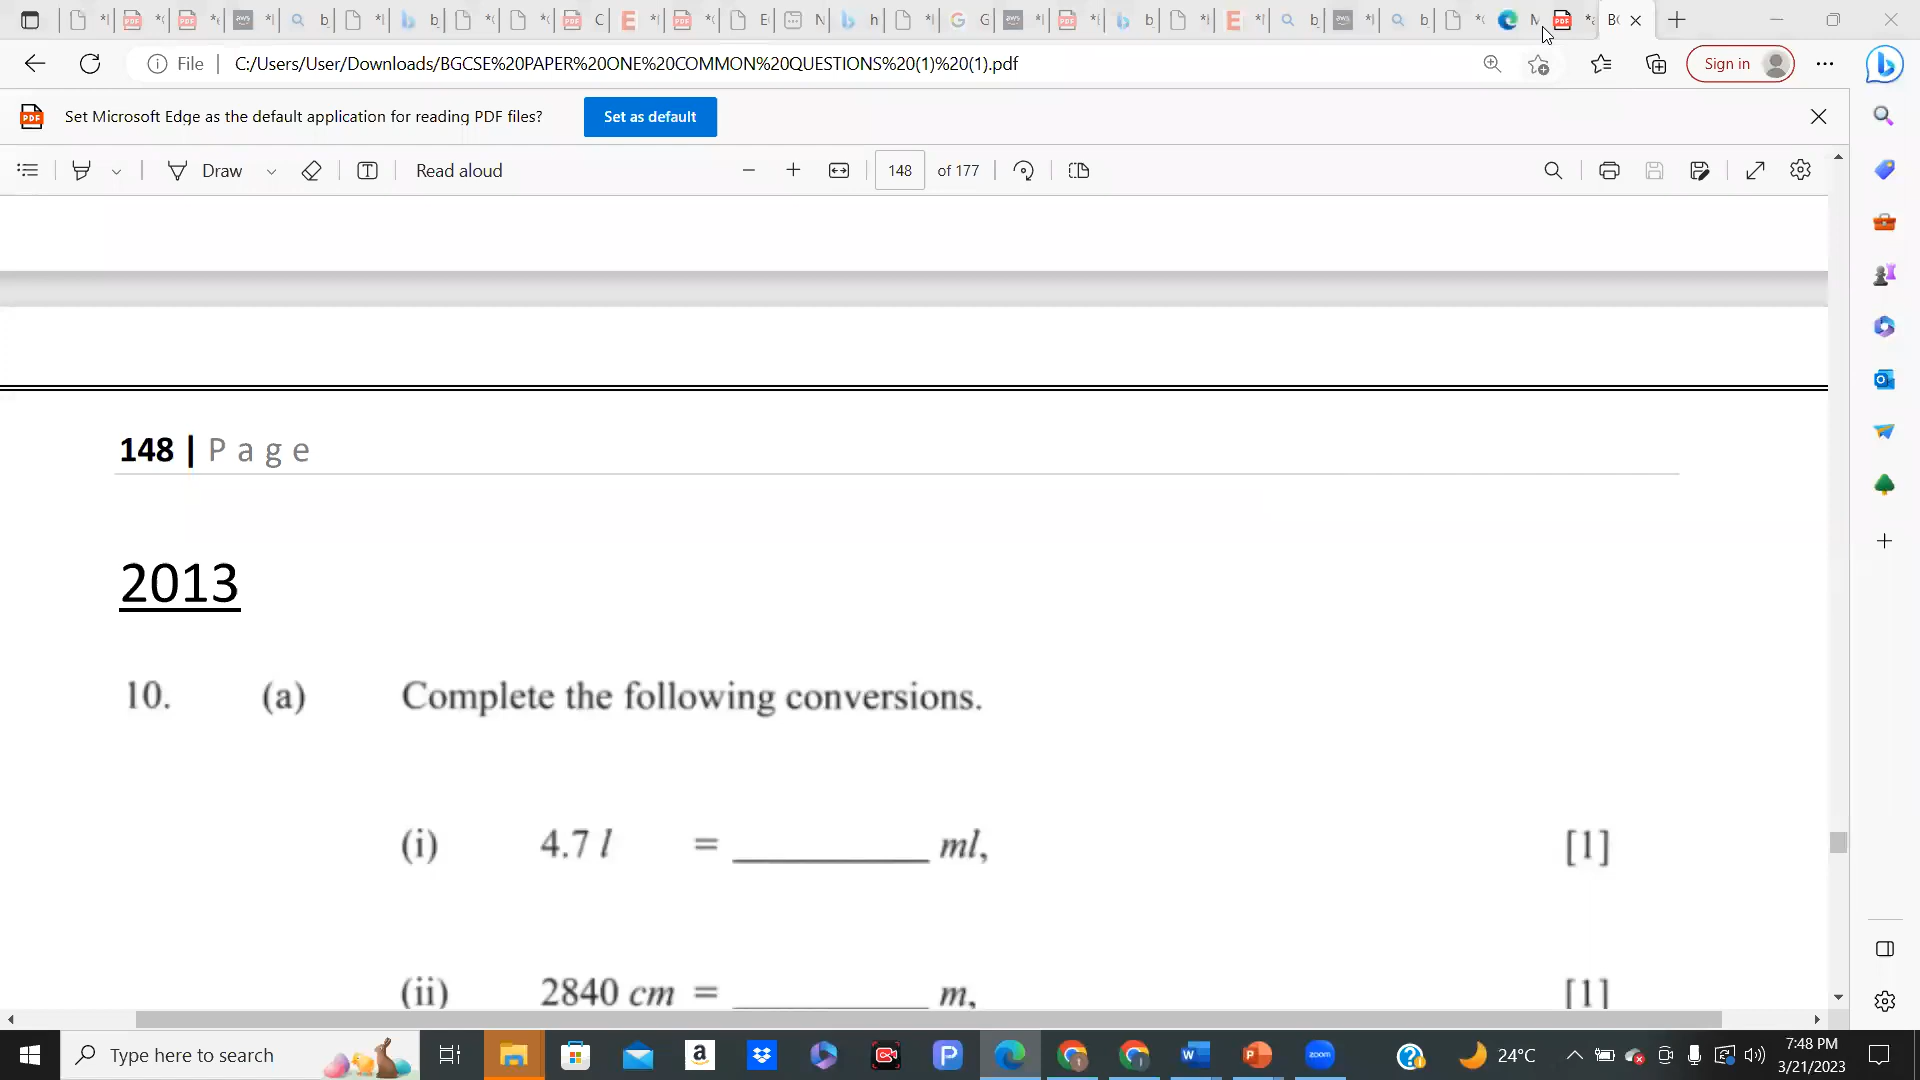 File
C:/Users/User/Downloads/BGCSE%20PAPER%20ONE%20COMMON%20QUESTIONS%20(1)%20(1).pdf
Sign in
Set Microsoft Edge as the default application for reading PDF files?
Set as default
Draw
Read aloud
148 of 177
148 | Page
2013
10. (a) Complete the following conversions.
(i) 4.7 l = __________ ml, [1]
(ii) 2840 cm = __________ m, [1]
Type here to search
24°C
7:48 PM
3/21/2023